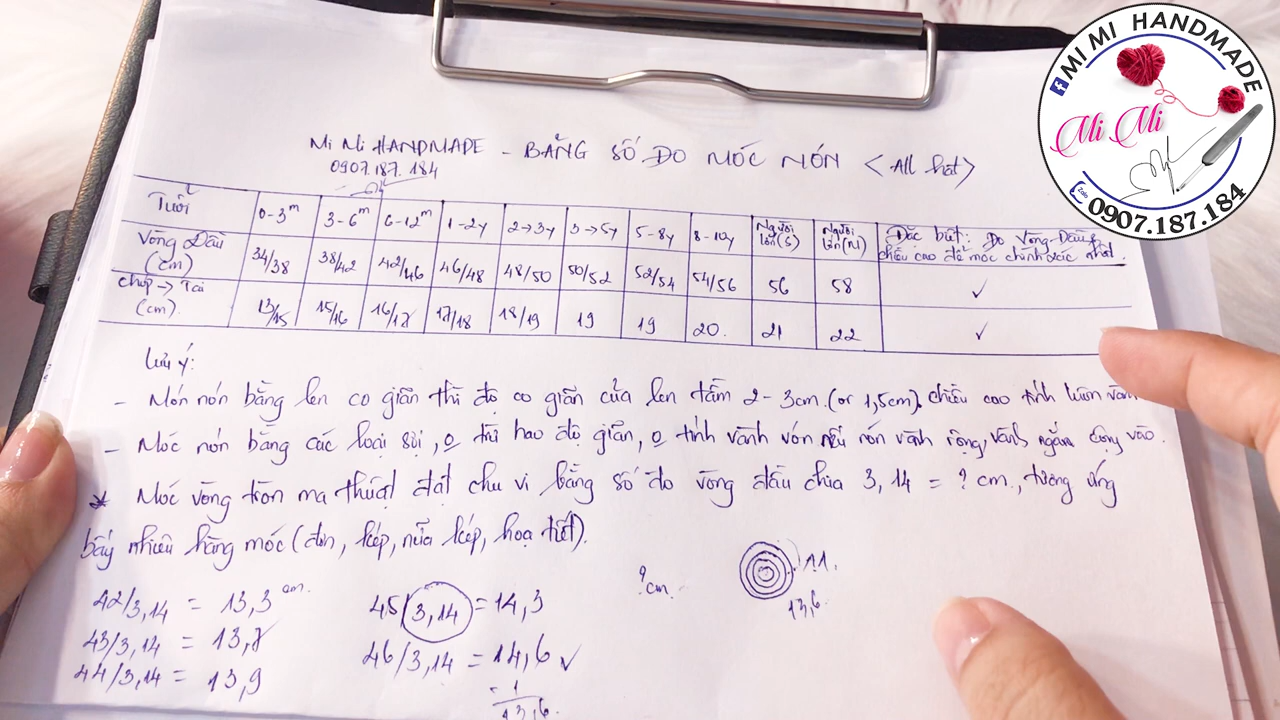 Mi Mi HANDMADE - BẢNG SỐ ĐO MÓC NÓN <All hat>
0907.187.184
Tuổi 0-3m 3-6m 6-12m 1-2y 2→3y 3→5y 5-8y 8-10y Người lớn(S) Người lớn(M) Đặc biệt: Đo Vòng Đầu, chiều cao để móc chính xác nhất.
Vòng Đầu (cm) 34/38 38/42 42/46 46/48 48/50 50/52 52/54 54/56 56 58 ✓
Chóp → Tai (cm) 13/15 15/16 16/17 17/18 18/19 19 19 20. 21 22 ✓
Lưu ý:
- Món nón bằng len co giãn thì độ co giãn của len tầm 2-3cm.(or 1,5cm). chiều cao tính luôn vành
- Móc nón bằng các loại sợi, o trừ hao độ giãn, o tính vành vón nếu nón vành rộng, vành ngắn cộng vào.
* Móc vòng tròn ma thuật đạt chu vi bằng số đo vòng đầu chia 3,14 = ? cm., tương ứng
bấy nhiêu hàng móc (đơn, kép, nửa kép, hoạ tiết).
42/3,14 = 13,3 cm.
43/3,14 = 13,7
44/3,14 = 13,9
45/3,14 = 14,3
46/3,14 = 14,6 ✓
- 1
13,6
?cm.
11.
13,6.
MI MI HANDMADE
Mi Mi
Zalo
0907.187.184